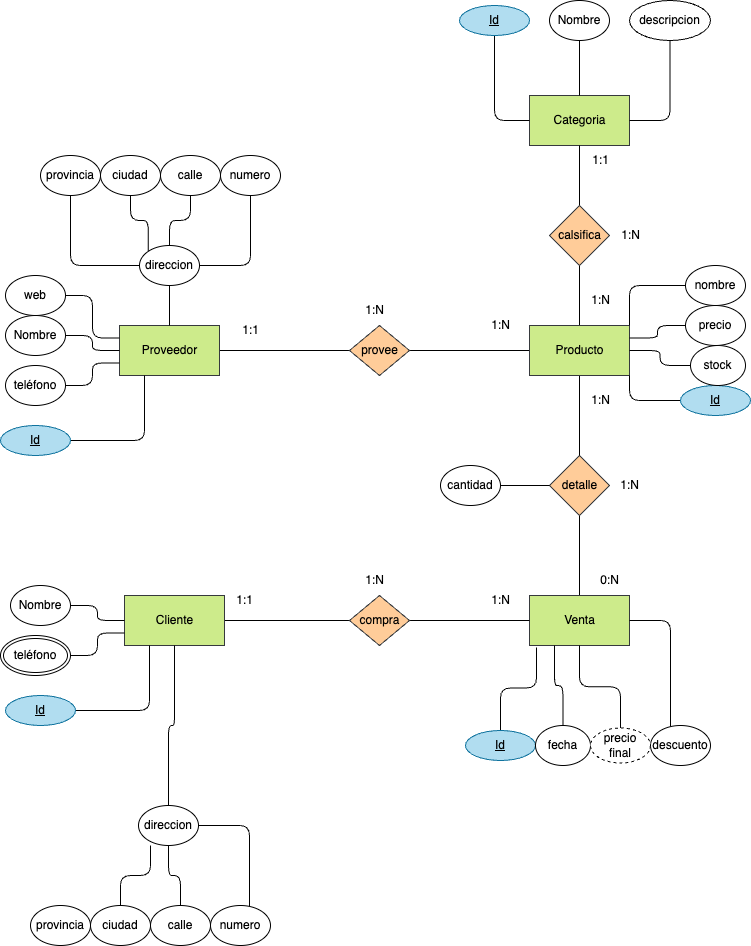 Id
Nombre
descripcion
Categoria
1:1
provincia
ciudad
calle
numero
calsifica
1:N
direccion
nombre
web
1:N
1:N
precio
Nombre
1:1
1:N
Proveedor
provee
Producto
stock
teléfono
1:N
Id
Id
cantidad
detalle
1:N
1:N
0:N
Nombre
1:1
1:N
Cliente
compra
Venta
teléfono
Id
Id
fecha
precio
final
descuento
direccion
provincia
ciudad
calle
numero